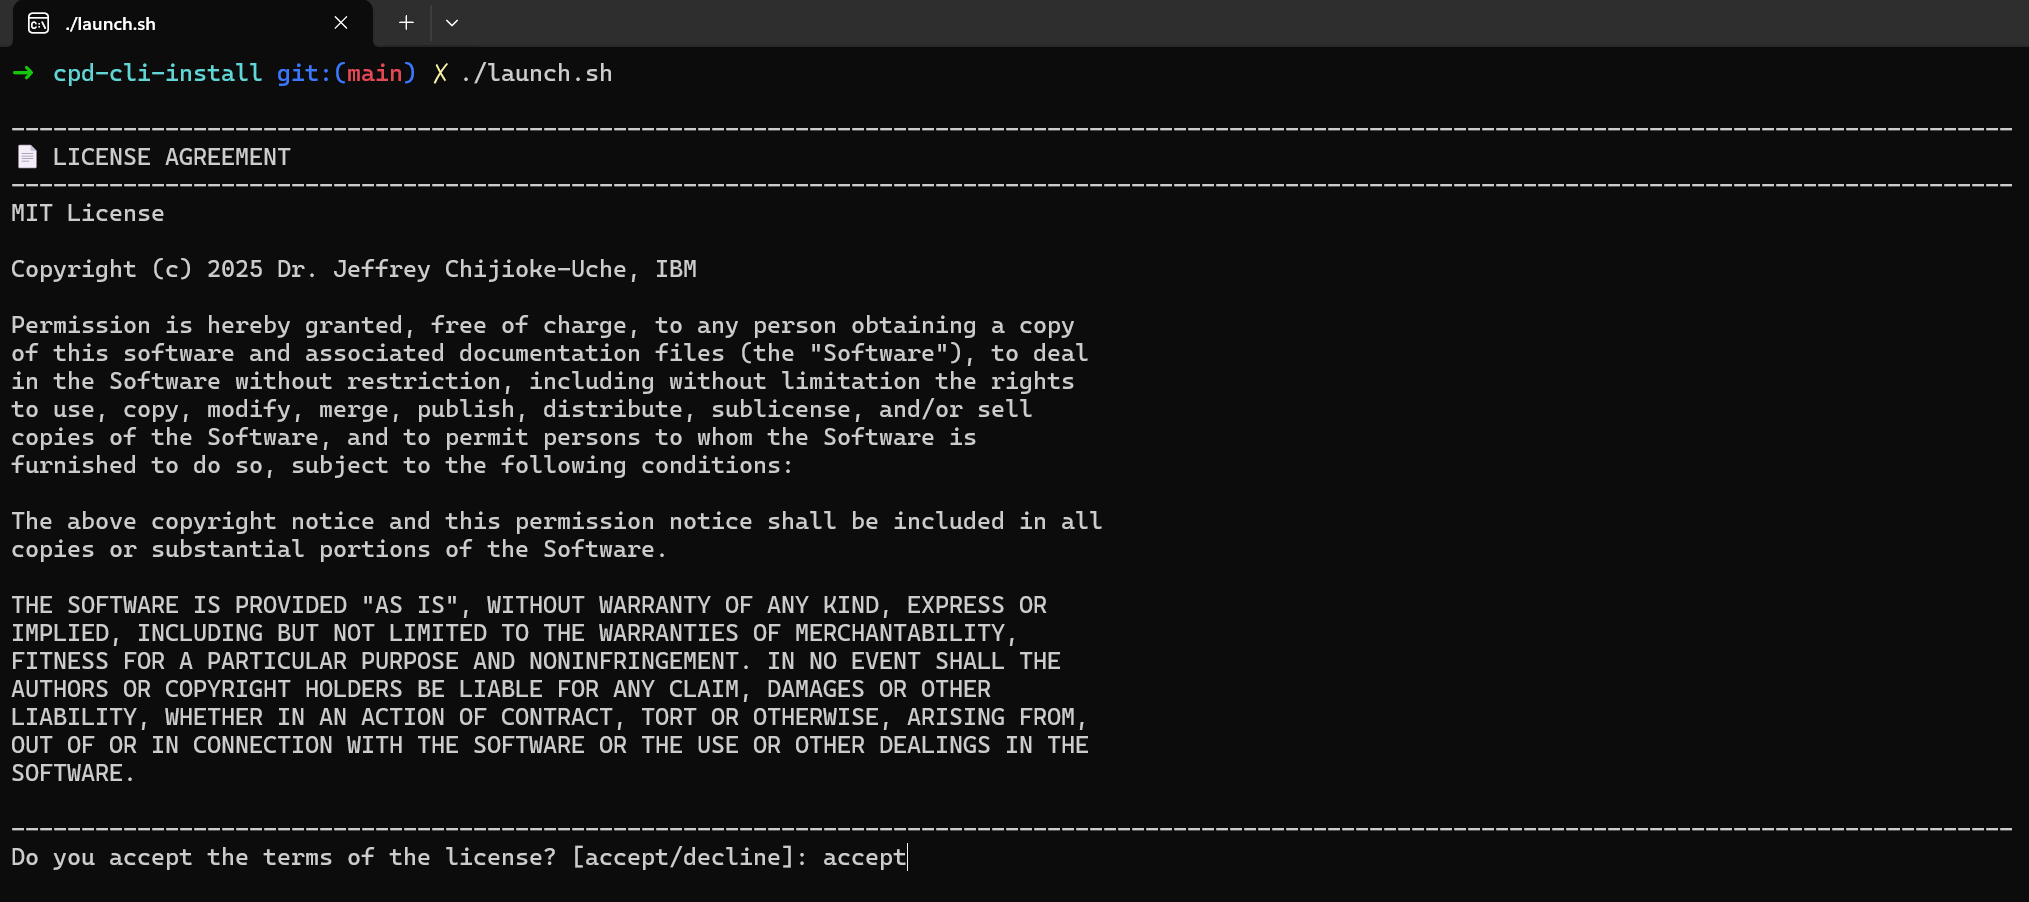 ./launch.sh
➜ cpd-cli-install git:(main) ✗ ./launch.sh
-----------------------------------------------------------------------------------------------------------------------------------------------
📄 LICENSE AGREEMENT
-----------------------------------------------------------------------------------------------------------------------------------------------
MIT License
Copyright (c) 2025 Dr. Jeffrey Chijioke-Uche, IBM
Permission is hereby granted, free of charge, to any person obtaining a copy
of this software and associated documentation files (the "Software"), to deal
in the Software without restriction, including without limitation the rights
to use, copy, modify, merge, publish, distribute, sublicense, and/or sell
copies of the Software, and to permit persons to whom the Software is
furnished to do so, subject to the following conditions:
The above copyright notice and this permission notice shall be included in all
copies or substantial portions of the Software.
THE SOFTWARE IS PROVIDED "AS IS", WITHOUT WARRANTY OF ANY KIND, EXPRESS OR
IMPLIED, INCLUDING BUT NOT LIMITED TO THE WARRANTIES OF MERCHANTABILITY,
FITNESS FOR A PARTICULAR PURPOSE AND NONINFRINGEMENT. IN NO EVENT SHALL THE
AUTHORS OR COPYRIGHT HOLDERS BE LIABLE FOR ANY CLAIM, DAMAGES OR OTHER
LIABILITY, WHETHER IN AN ACTION OF CONTRACT, TORT OR OTHERWISE, ARISING FROM,
OUT OF OR IN CONNECTION WITH THE SOFTWARE OR THE USE OR OTHER DEALINGS IN THE
SOFTWARE.
-----------------------------------------------------------------------------------------------------------------------------------------------
Do you accept the terms of the license? [accept/decline]: accept